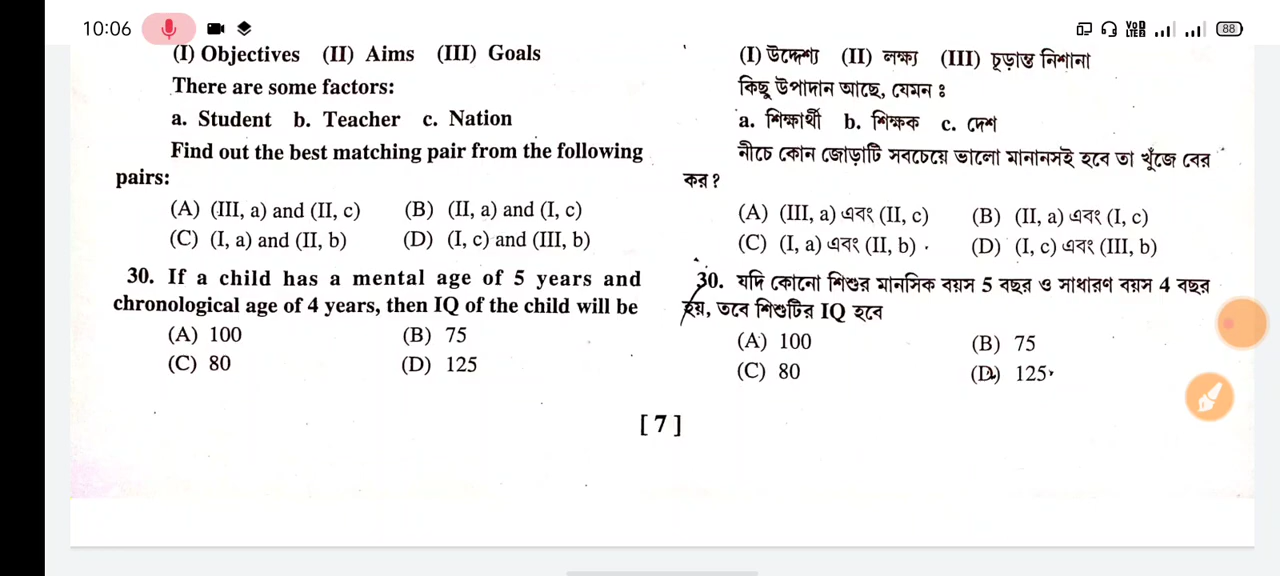 10:06
Vo LTE 88
(I) Objectives (II) Aims (III) Goals
There are some factors:
a. Student b. Teacher c. Nation
Find out the best matching pair from the following
pairs:
(A) (III, a) and (II, c) (B) (II, a) and (I, c)
(C) (I, a) and (II, b) (D) (I, c) and (III, b)
30. If a child has a mental age of 5 years and
chronological age of 4 years, then IQ of the child will be
(A) 100 (B) 75
(C) 80 (D) 125
(I) উদ্দেশ্য (II) লক্ষ্য (III) চূড়ান্ত নিশানা
কিছু উপাদান আছে, যেমন ঃ
a. শিক্ষার্থী b. শিক্ষক c. দেশ
নীচে কোন জোড়াটি সবচেয়ে ভালো মানানসই হবে তা খুঁজে বের
কর?
(A) (III, a) এবং (II, c) (B) (II, a) এবং (I, c)
(C) (I, a) এবং (II, b) (D) (I, c) এবং (III, b)
30. যদি কোনো শিশুর মানসিক বয়স 5 বছর ও সাধারণ বয়স 4 বছর
হয়, তবে শিশুটির IQ হবে
(A) 100 (B) 75
(C) 80 (D) 125
[ 7 ]